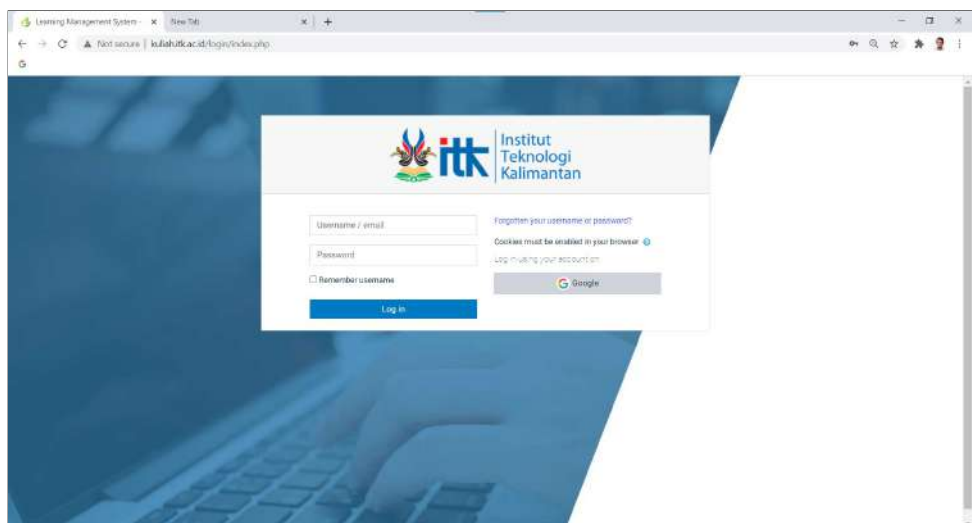 Learning Management System -
New Tab
Not secure | kuliah.itk.ac.id/login/index.php
itk
Institut
Teknologi
Kalimantan
Username / email
Password
Remember username
Log in
Forgotten your username or password?
Cookies must be enabled in your browser
Log in using your account on:
Google